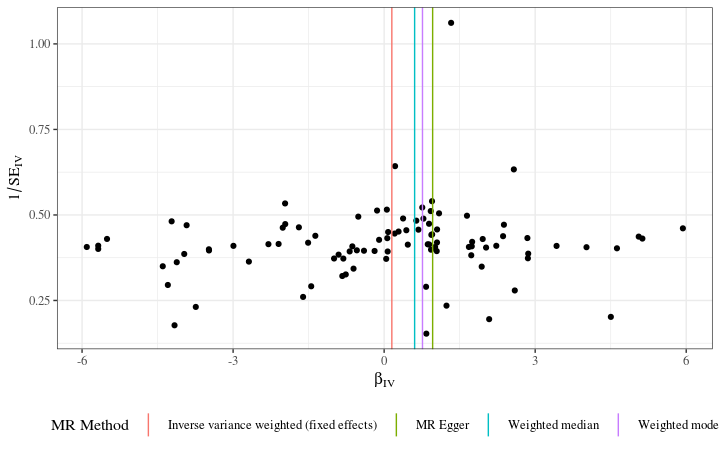 1.00
0.75
0.50
0.25
1/SE_IV
-6 -3 0 3 6
β_IV
MR Method Inverse variance weighted (fixed effects) MR Egger Weighted median Weighted mode